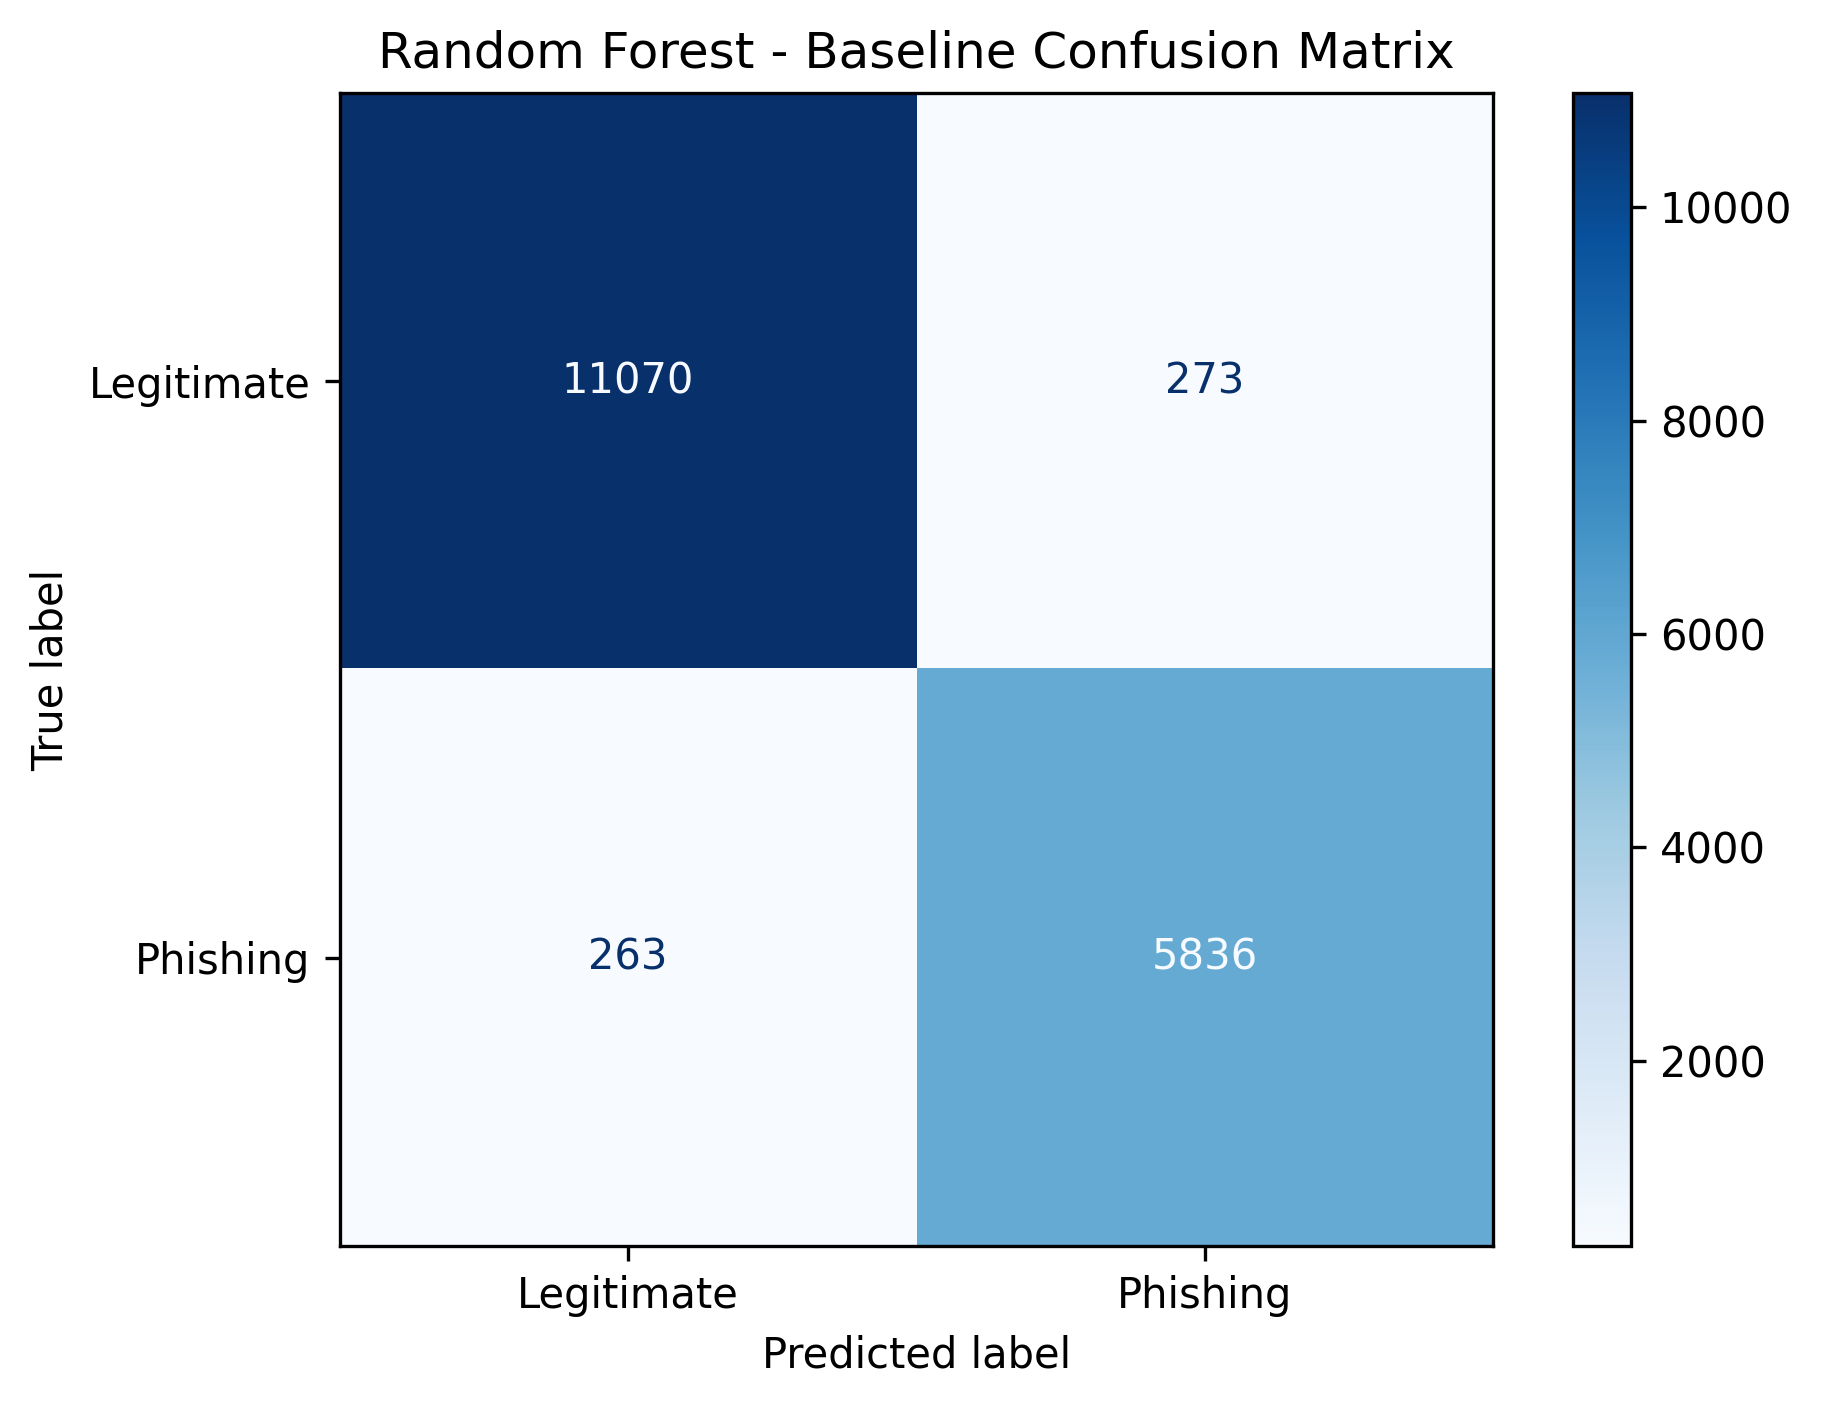 Random Forest - Baseline Confusion Matrix
True label
Legitimate
Phishing
11070
273
263
5836
Legitimate
Phishing
Predicted label
10000
8000
6000
4000
2000